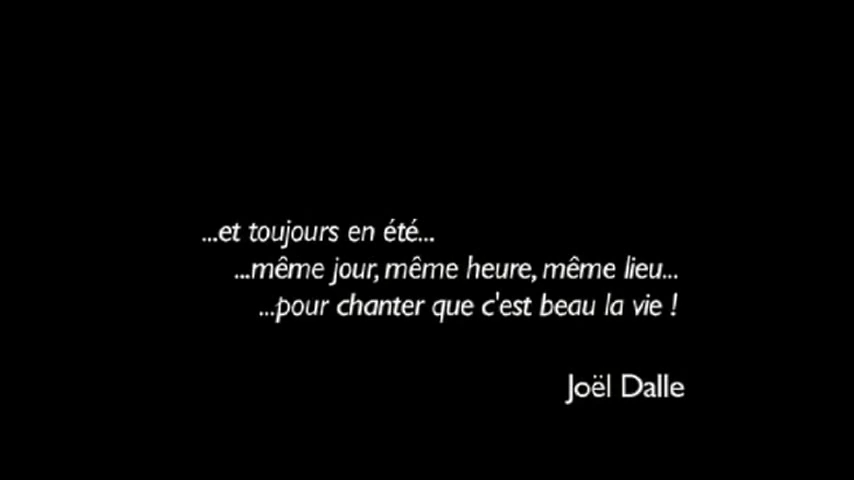 ...et toujours en été...
...même jour, même heure, même lieu...
...pour chanter que c'est beau la vie !
Joël Dalle